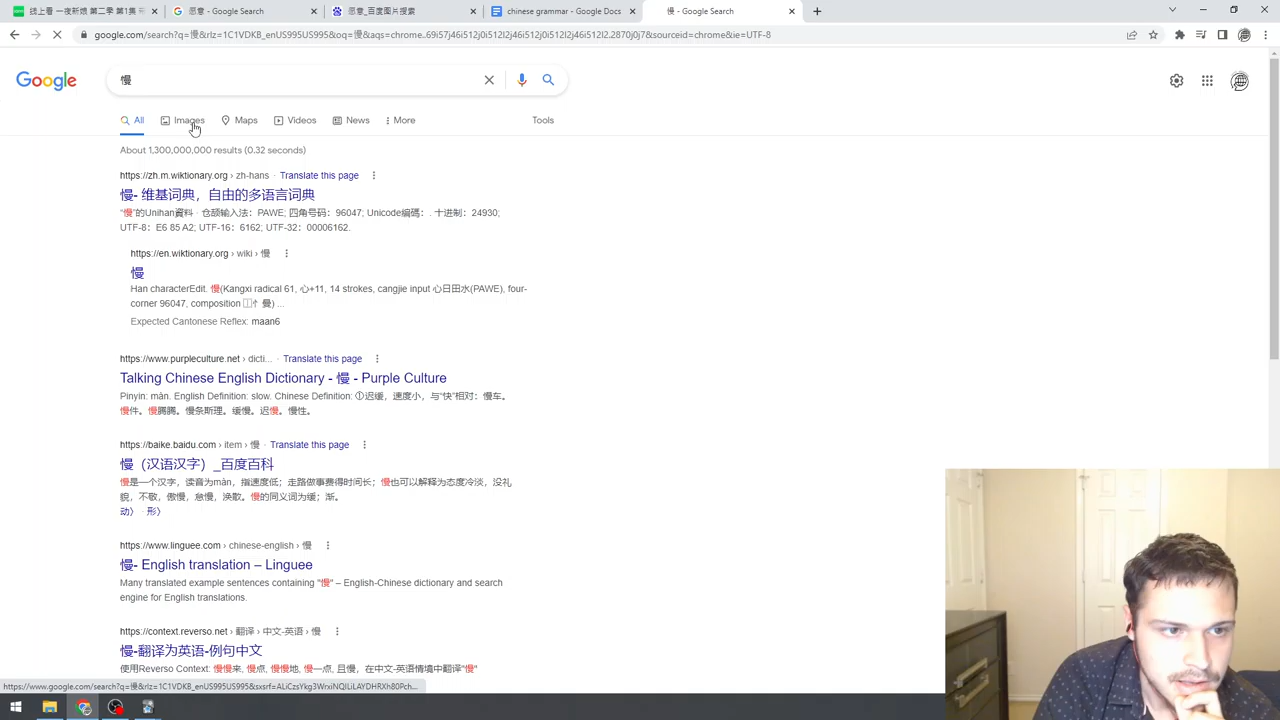 线上看 一夜新娘 第二季 第1集
愿意 - Google Search
愿意_百度图片搜索
chinese grammar - Google Docs
慢 - Google Search
google.com/search?q=慢&rlz=1C1VDKB_enUS995US995&oq=慢&aqs=chrome..69i57j46i512j0i512l2j46i512j0i512j46i512j0i512l2.2870j0j7&sourceid=chrome&ie=UTF-8
Google
慢
All
Images
Maps
Videos
News
More
Tools
About 1,300,000,000 results (0.32 seconds)
https://zh.m.wiktionary.org › zh-hans · Translate this page
慢- 维基词典，自由的多语言词典
"慢"的Unihan資料 · 仓颉输入法：PAWE; 四角号码：96047; Unicode编碼：. 十进制：24930;
UTF-8：E6 85 A2; UTF-16：6162; UTF-32：00006162.
https://en.wiktionary.org › wiki › 慢
慢
Han characterEdit. 慢(Kangxi radical 61, 心+11, 14 strokes, cangjie input 心日田水(PAWE), four-
corner 96047, composition ⿰忄曼) ...
Expected Cantonese Reflex: maan6
https://www.purpleculture.net › dicti... · Translate this page
Talking Chinese English Dictionary - 慢 - Purple Culture
Pinyin: màn. English Definition: slow. Chinese Definition: ①迟缓，速度小，与“快”相对：慢车。
慢件。慢腾腾。慢条斯理。缓慢。迟慢。慢性。
https://baike.baidu.com › item › 慢 · Translate this page
慢（汉语汉字）_百度百科
慢是一个汉字，读音为màn，指速度低；走路做事费得时间长；慢也可以解释为态度冷淡，没礼
貌，不敬，傲慢，怠慢，涣散。慢的同义词为缓；渐。
动〉 · 形〉
https://www.linguee.com › chinese-english › 慢
慢- English translation – Linguee
Many translated example sentences containing "慢" – English-Chinese dictionary and search
engine for English translations.
https://context.reverso.net › 翻译 › 中文-英语 › 慢
慢-翻译为英语-例句中文
使用Reverso Context: 慢慢来, 慢点, 慢慢地, 慢一点, 且慢，在中文-英语情境中翻译"慢"